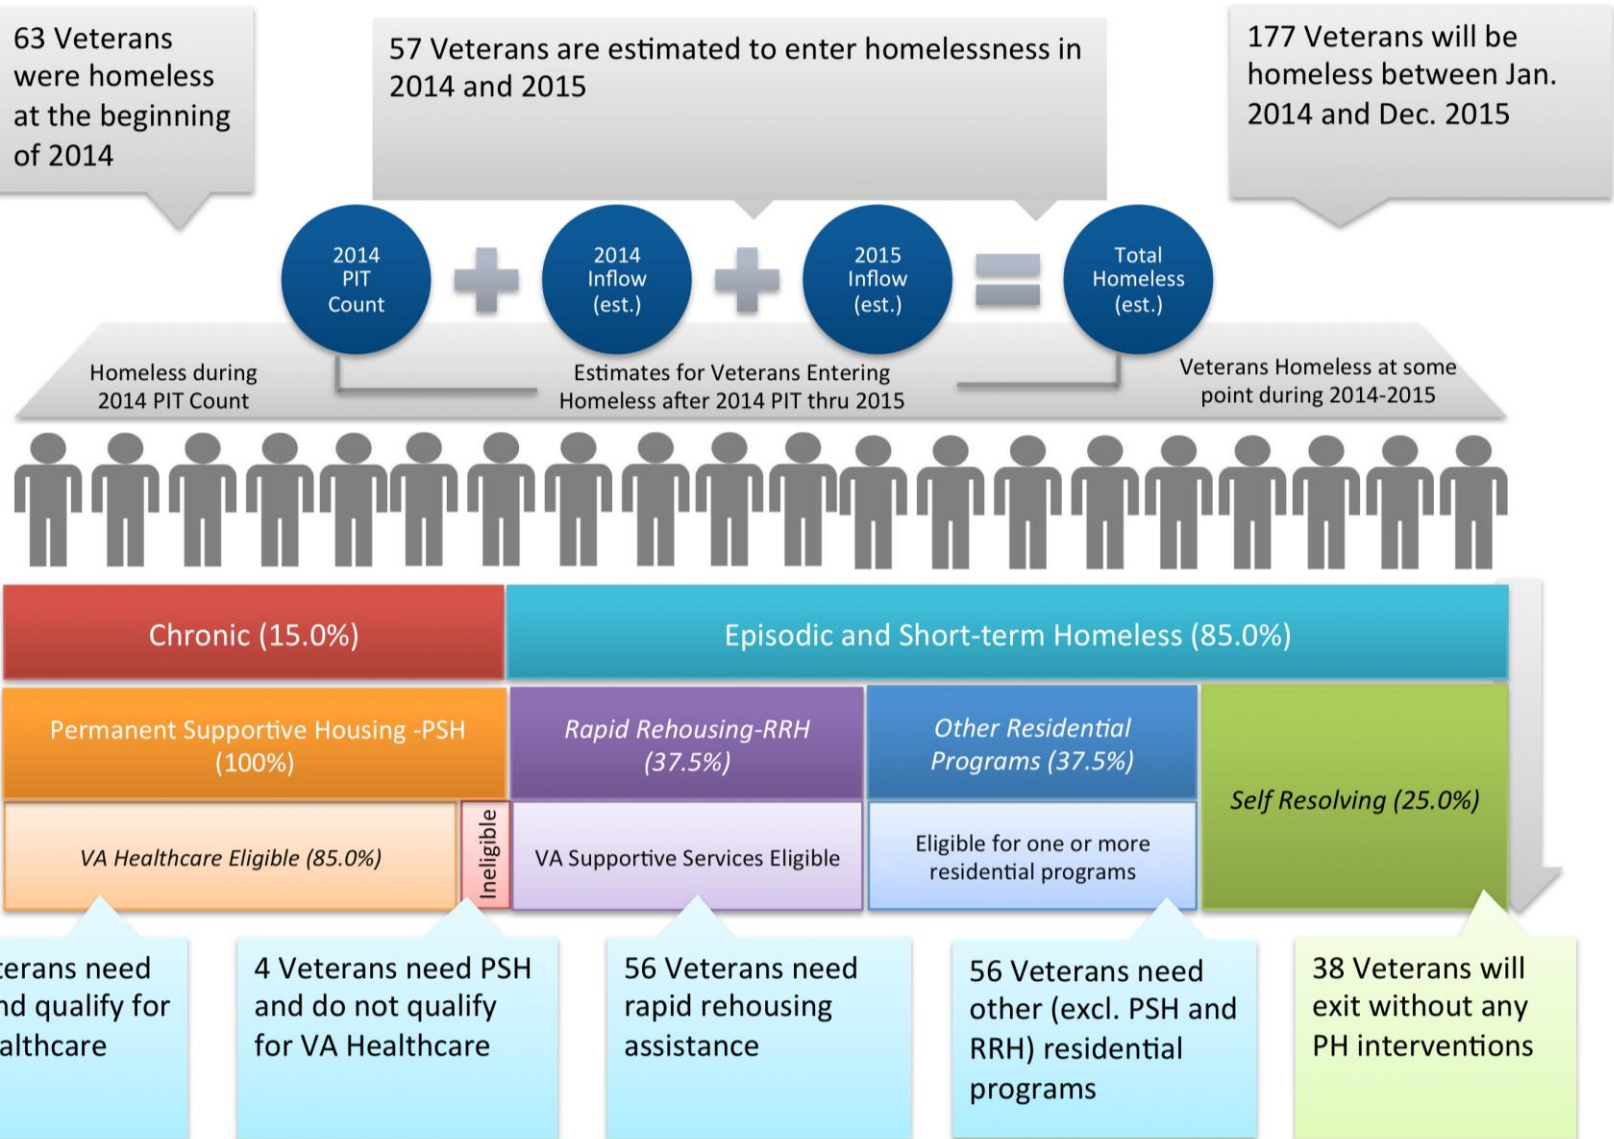 63 Veterans
were homeless
at the beginning
of 2014
57 Veterans are estimated to enter homelessness in
2014 and 2015
177 Veterans will be
homeless between Jan.
2014 and Dec. 2015
2014
PIT
Count
2014
Inflow
(est.)
2015
Inflow
(est.)
Total
Homeless
(est.)
Homeless during
2014 PIT Count
Estimates for Veterans Entering
Homeless after 2014 PIT thru 2015
Veterans Homeless at some
point during 2014-2015
Chronic (15.0%)
Episodic and Short-term Homeless (85.0%)
Permanent Supportive Housing -PSH
(100%)
Rapid Rehousing-RRH
(37.5%)
Other Residential
Programs (37.5%)
Self Resolving (25.0%)
VA Healthcare Eligible (85.0%)
Ineligible
VA Supportive Services Eligible
Eligible for one or more
residential programs
need
qualify for
4 Veterans need PSH
and do not qualify
for VA Healthcare
56 Veterans need
rapid rehousing
assistance
56 Veterans need
other (excl. PSH and
RRH) residential
programs
38 Veterans will
exit without any
PH interventions